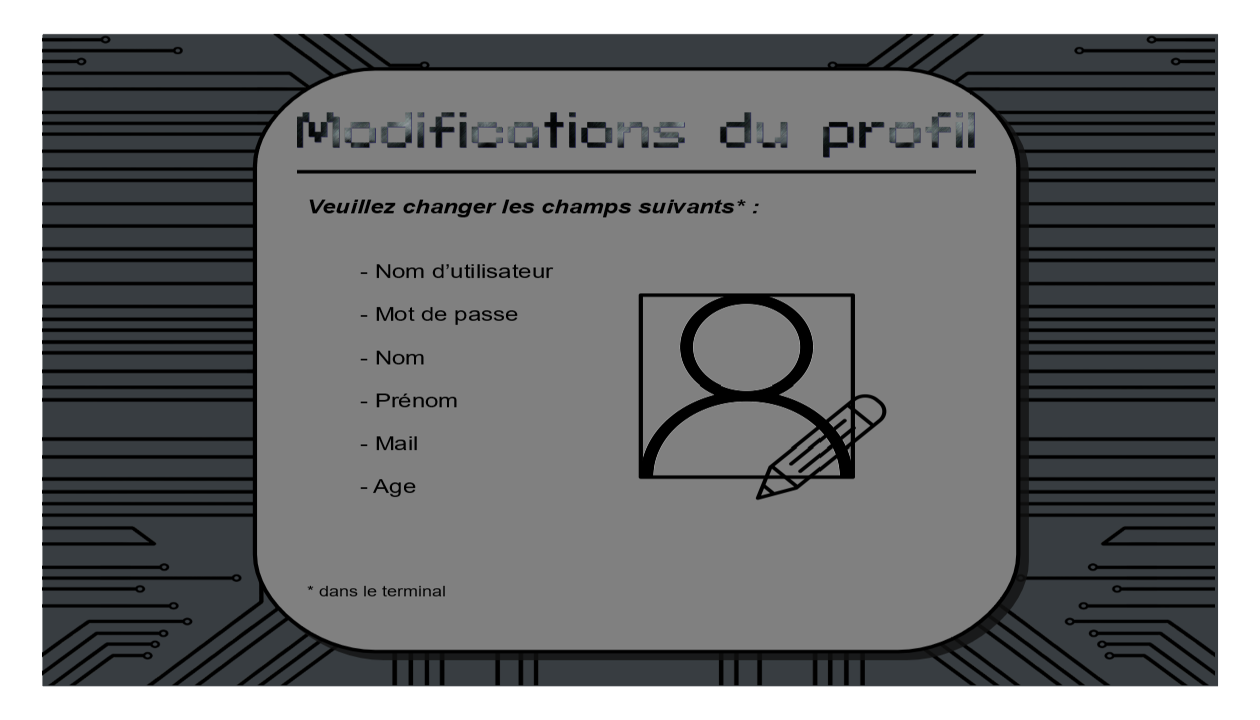 Modifications du profil
Veuillez changer les champs suivants* :
- Nom d’utilisateur
- Mot de passe
- Nom
- Prénom
- Mail
- Age
* dans le terminal